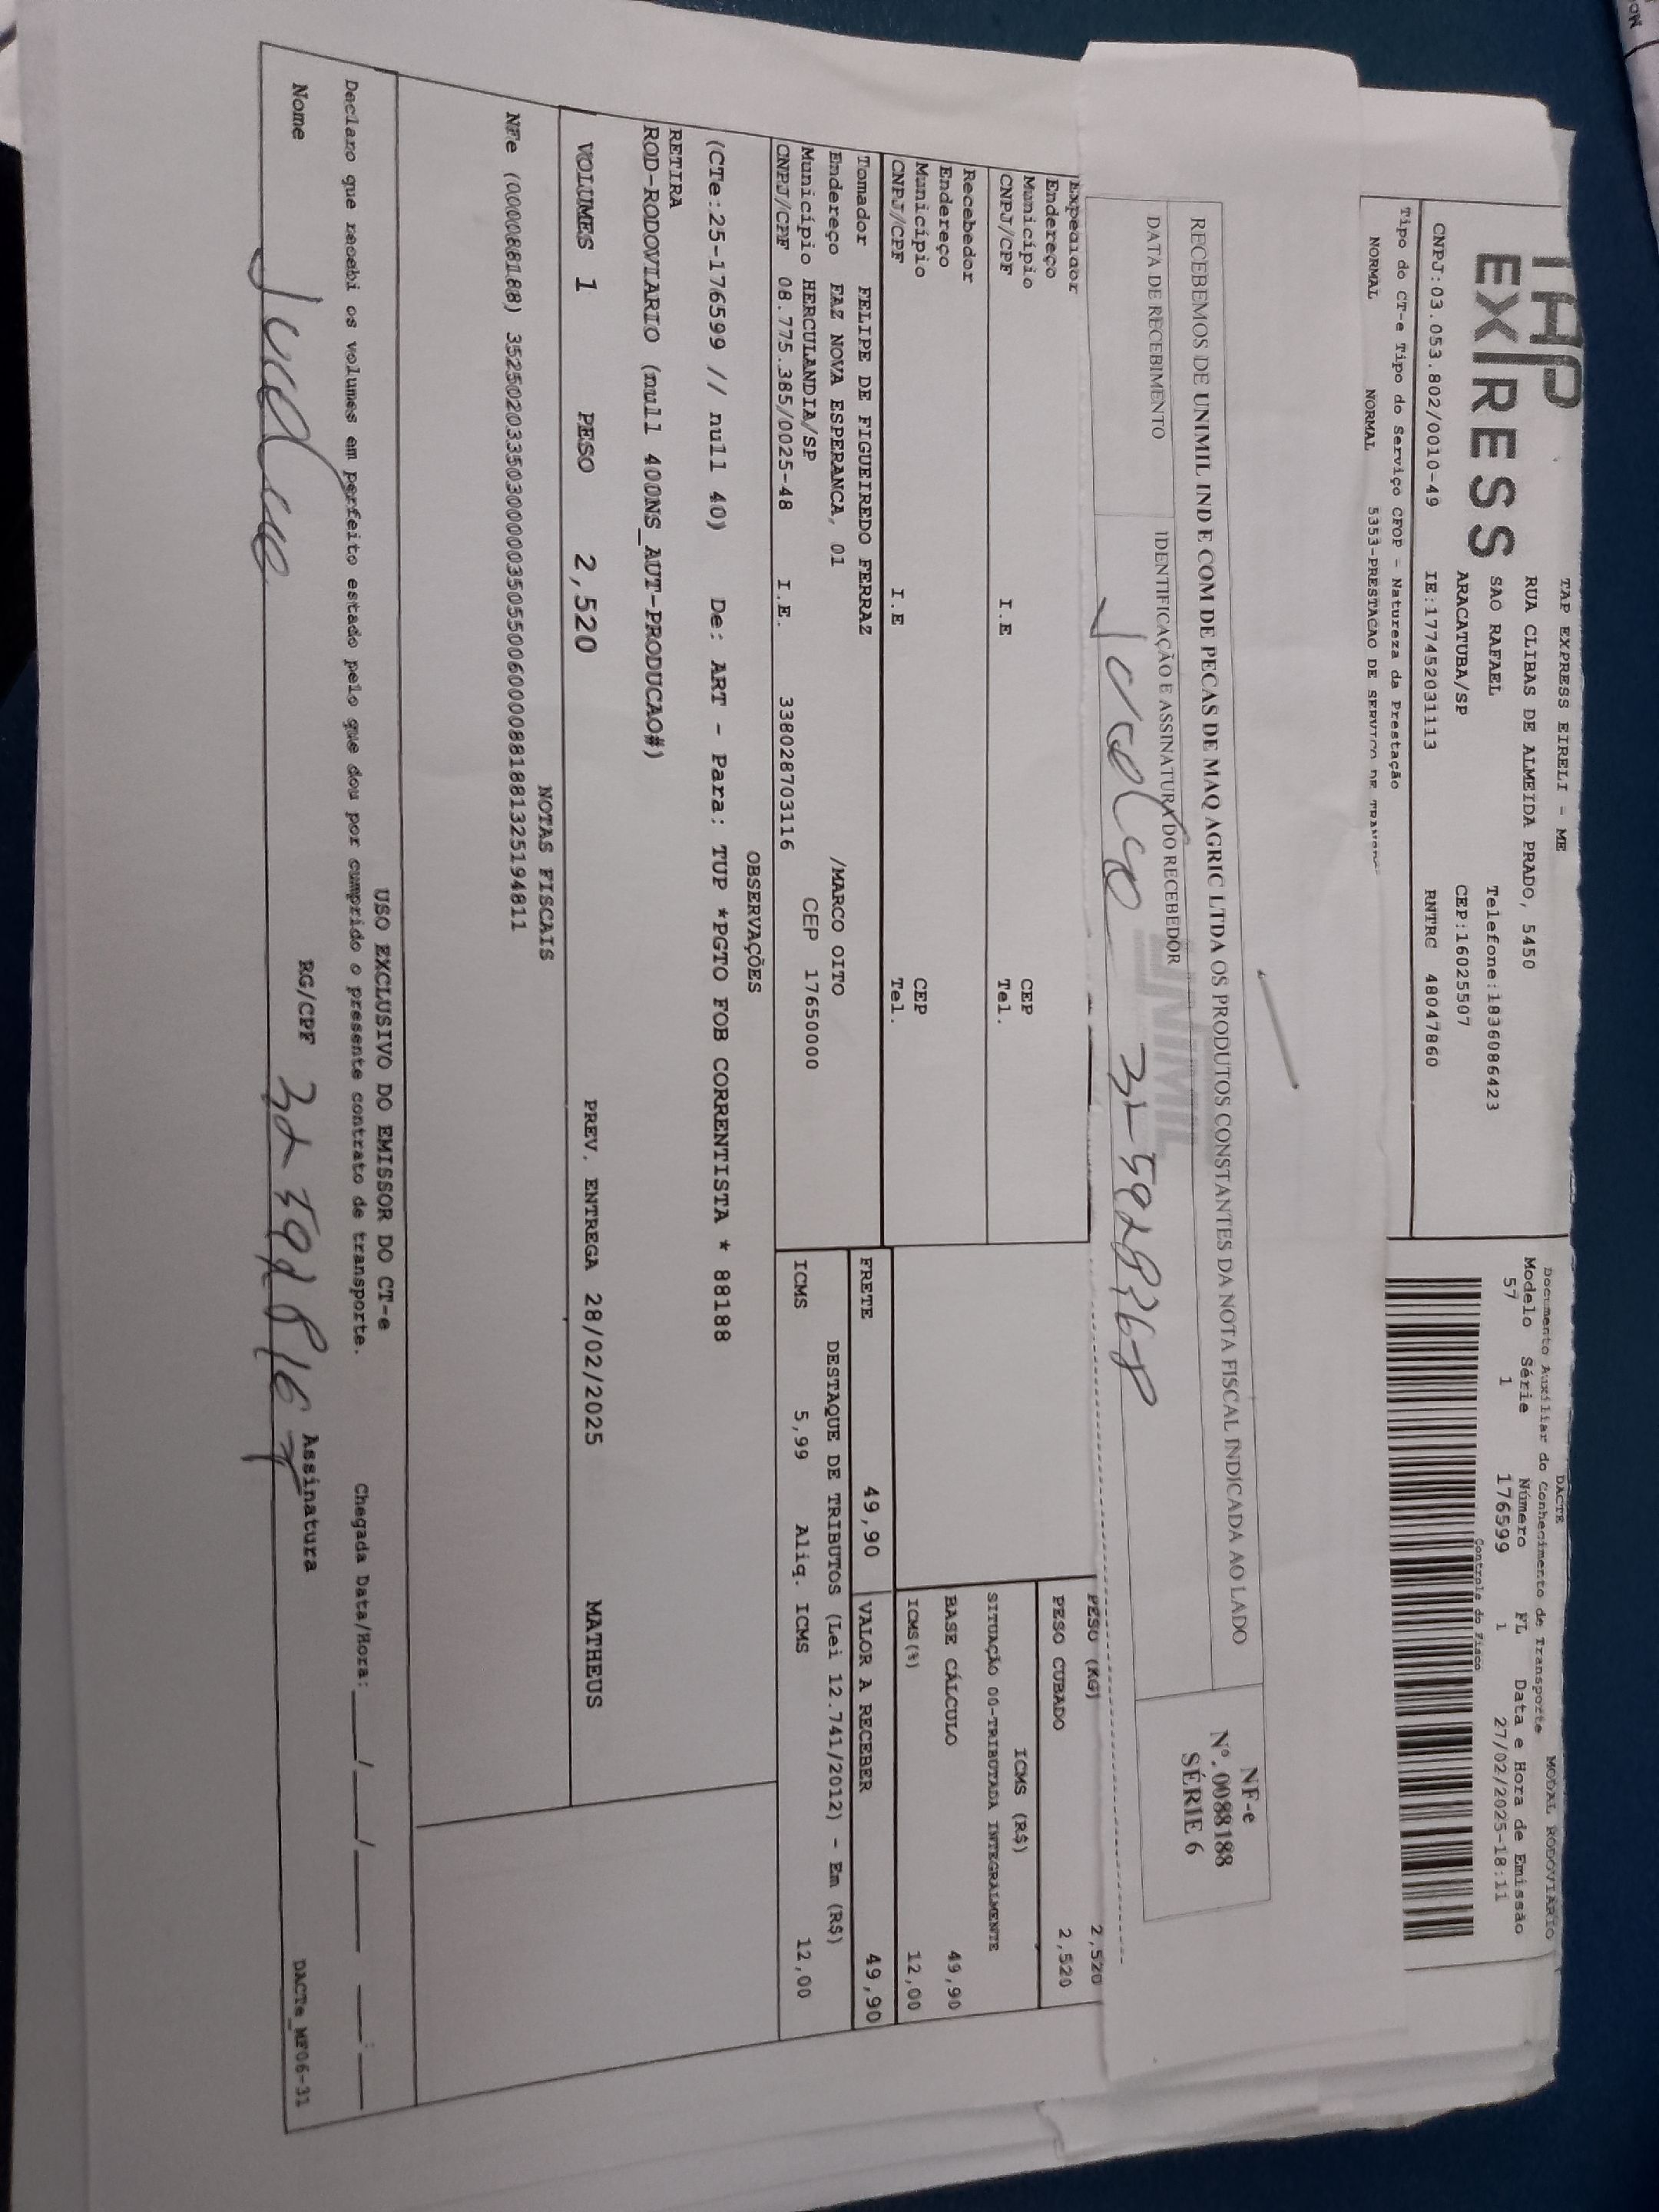 TAP
EXPRESS
TAP EXPRESS EIRELI - ME
RUA CLIBAS DE ALMEIDA PRADO, 5450
SAO RAFAEL Telefone:1836086423
ARACATUBA/SP CEP:16025507
CNPJ:03.053.802/0010-49 IE:177452031113 RNTRC 48047860
DACTE MODAL RODOVIÁRIO
Documento Auxiliar do Conhecimento de Transporte
Modelo Série Número FL Data e Hora de Emissão
57 1 176599 1 27/02/2025-18:11
Controle do Fisco
Tipo do CT-e Tipo do Serviço CFOP - Natureza da Prestação
NORMAL NORMAL 5353-PRESTACAO DE SERVICO DE
RECEBEMOS DE UNIMIL IND E COM DE PECAS DE MAQ AGRIC LTDA OS PRODUTOS CONSTANTES DA NOTA FISCAL INDICADA AO LADO
DATA DE RECEBIMENTO IDENTIFICAÇÃO E ASSINATURA DO RECEBEDOR
NF-e
Nº. 0088188
SÉRIE 6
UNIMIL
Expedidor
Endereço
Município CEP
CNPJ/CPF I.E Tel.
Recebedor
Endereço
Município CEP
CNPJ/CPF I.E Tel.
PESO (KG) 2,520
PESO CUBADO 2,520
ICMS (R$)
SITUAÇÃO 00-TRIBUTADA INTEGRALMENTE
BASE CÁLCULO 49,90
ICMS(%) 12,00
Tomador FELIPE DE FIGUEIREDO FERRAZ
Endereço FAZ NOVA ESPERANCA, 01 /MARCO OITO
Município HERCULANDIA/SP CEP 17650000
CNPJ/CPF 08.775.385/0025-48 I.E. 338028703116
FRETE 49,90 VALOR A RECEBER 49,90
DESTAQUE DE TRIBUTOS (Lei 12.741/2012) - Em (R$)
ICMS 5,99 Aliq. ICMS 12,00
OBSERVAÇÕES
(CTe:25-176599 // null 40) De: ART - Para: TUP *PGTO FOB CORRENTISTA * 88188
RETIRA
ROD-RODOVIARIO (null 400NS_AUT-PRODUCAO#)
VOLUMES 1 PESO 2,520 PREV. ENTREGA 28/02/2025 MATHEUS
NOTAS FISCAIS
NFe (000088188)
USO EXCLUSIVO DO EMISSOR DO CT-e
Declaro que recebi os volumes em perfeito estado pelo que dou por cumprido o presente contrato de transporte. Chegada Data/Hora:___/___/_____ __:__
Nome RG/CPF Assinatura
DACTe_MF06-31